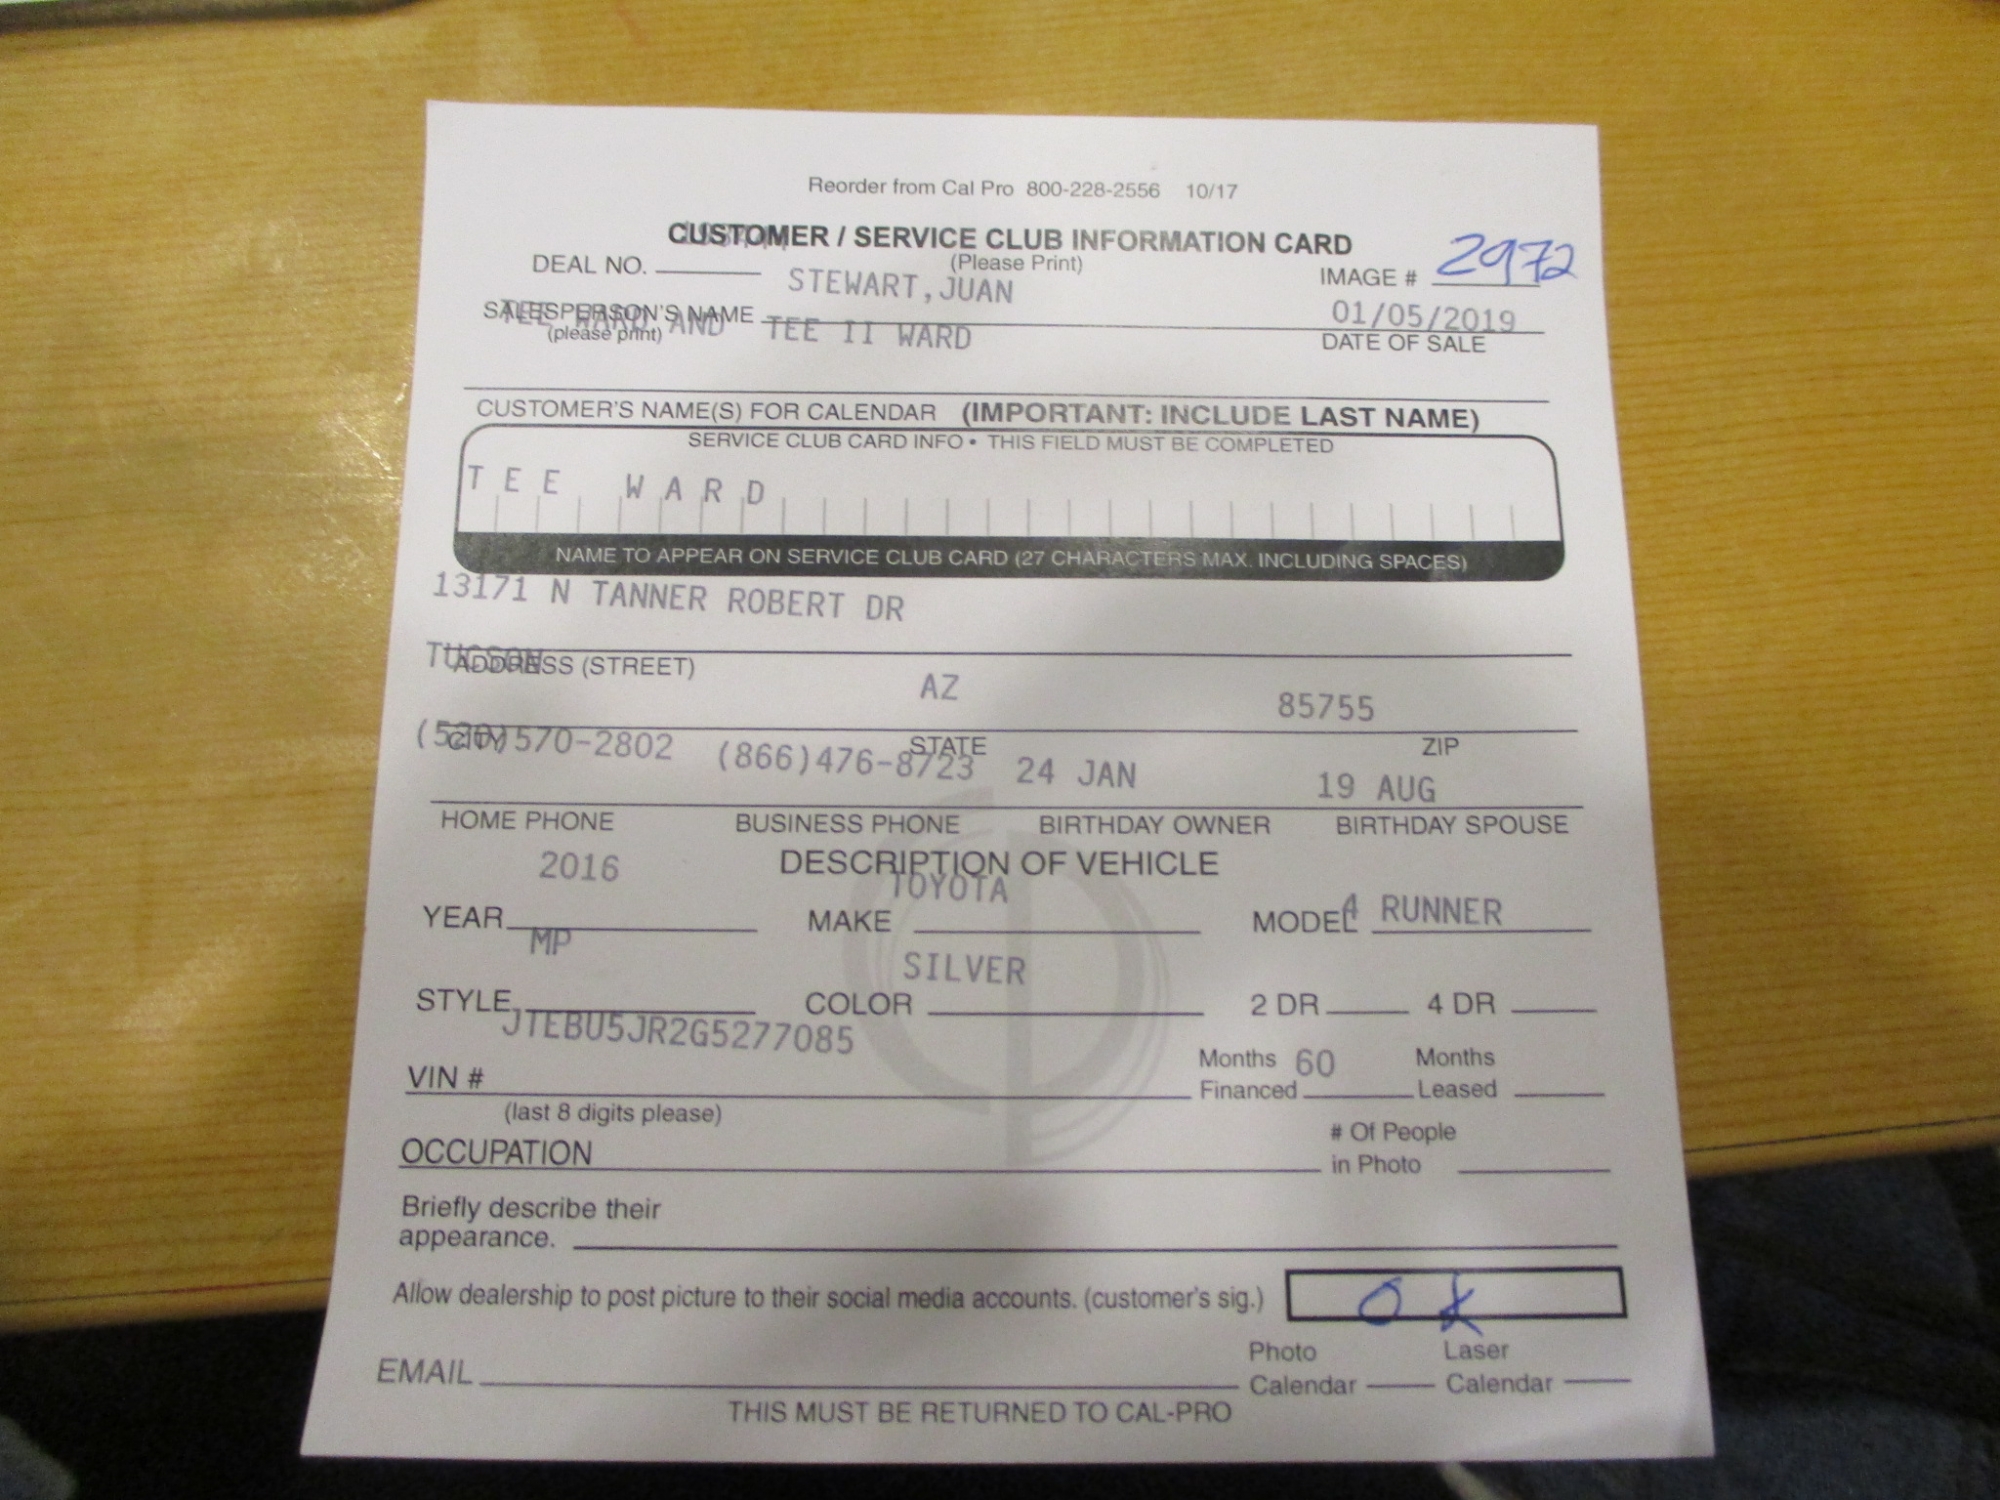 Reorder from Cal Pro 800-228-2556 10/17
CUSTOMER / SERVICE CLUB INFORMATION CARD
(Please Print)
DEAL NO.
IMAGE # 2972
STEWART,JUAN
SALESPERSON'S NAME
(please print)
01/05/2019
DATE OF SALE
TEE WARD AND TEE II WARD
CUSTOMER'S NAME(S) FOR CALENDAR (IMPORTANT: INCLUDE LAST NAME)
SERVICE CLUB CARD INFO • THIS FIELD MUST BE COMPLETED
TEE WARD
NAME TO APPEAR ON SERVICE CLUB CARD (27 CHARACTERS MAX. INCLUDING SPACES)
13171 N TANNER ROBERT DR
ADDRESS (STREET)
TUCSON AZ 85755
CITY STATE ZIP
(520)570-2802 (866)476-8723 24 JAN 19 AUG
HOME PHONE BUSINESS PHONE BIRTHDAY OWNER BIRTHDAY SPOUSE
DESCRIPTION OF VEHICLE
2016 TOYOTA 4 RUNNER
YEAR MAKE MODEL
MP SILVER
STYLE COLOR 2 DR 4 DR
JTEBU5JR2G5277085
VIN #
(last 8 digits please)
Months Financed 60
Months Leased
OCCUPATION
# Of People in Photo
Briefly describe their
appearance.
Allow dealership to post picture to their social media accounts. (customer's sig.) OK
EMAIL
Photo Calendar
Laser Calendar
THIS MUST BE RETURNED TO CAL-PRO